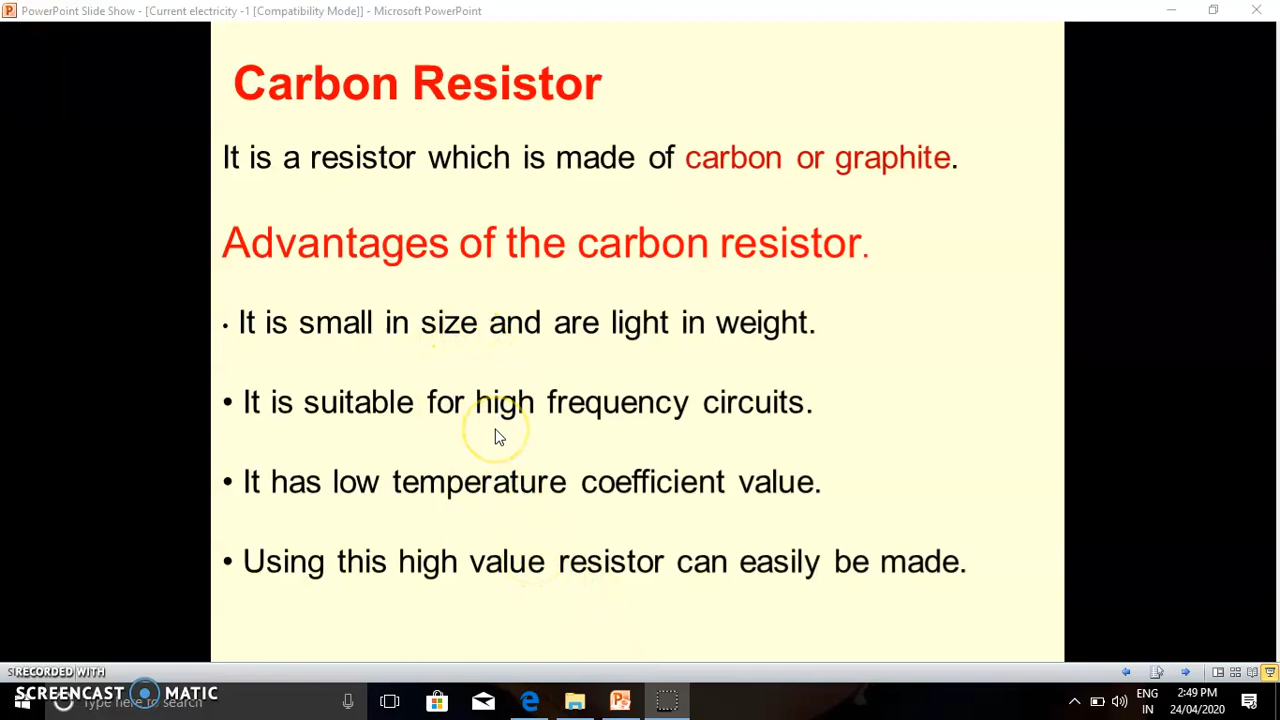 PowerPoint Slide Show - [Current electricity -1 [Compatibility Mode]] - Microsoft PowerPoint
Carbon Resistor
It is a resistor which is made of carbon or graphite.
Advantages of the carbon resistor.
• It is small in size and are light in weight.
• It is suitable for high frequency circuits.
• It has low temperature coefficient value.
• Using this high value resistor can easily be made.
RECORDED WITH
SCREENCAST MATIC
Type here to search
ENG
IN
2:49 PM
24/04/2020